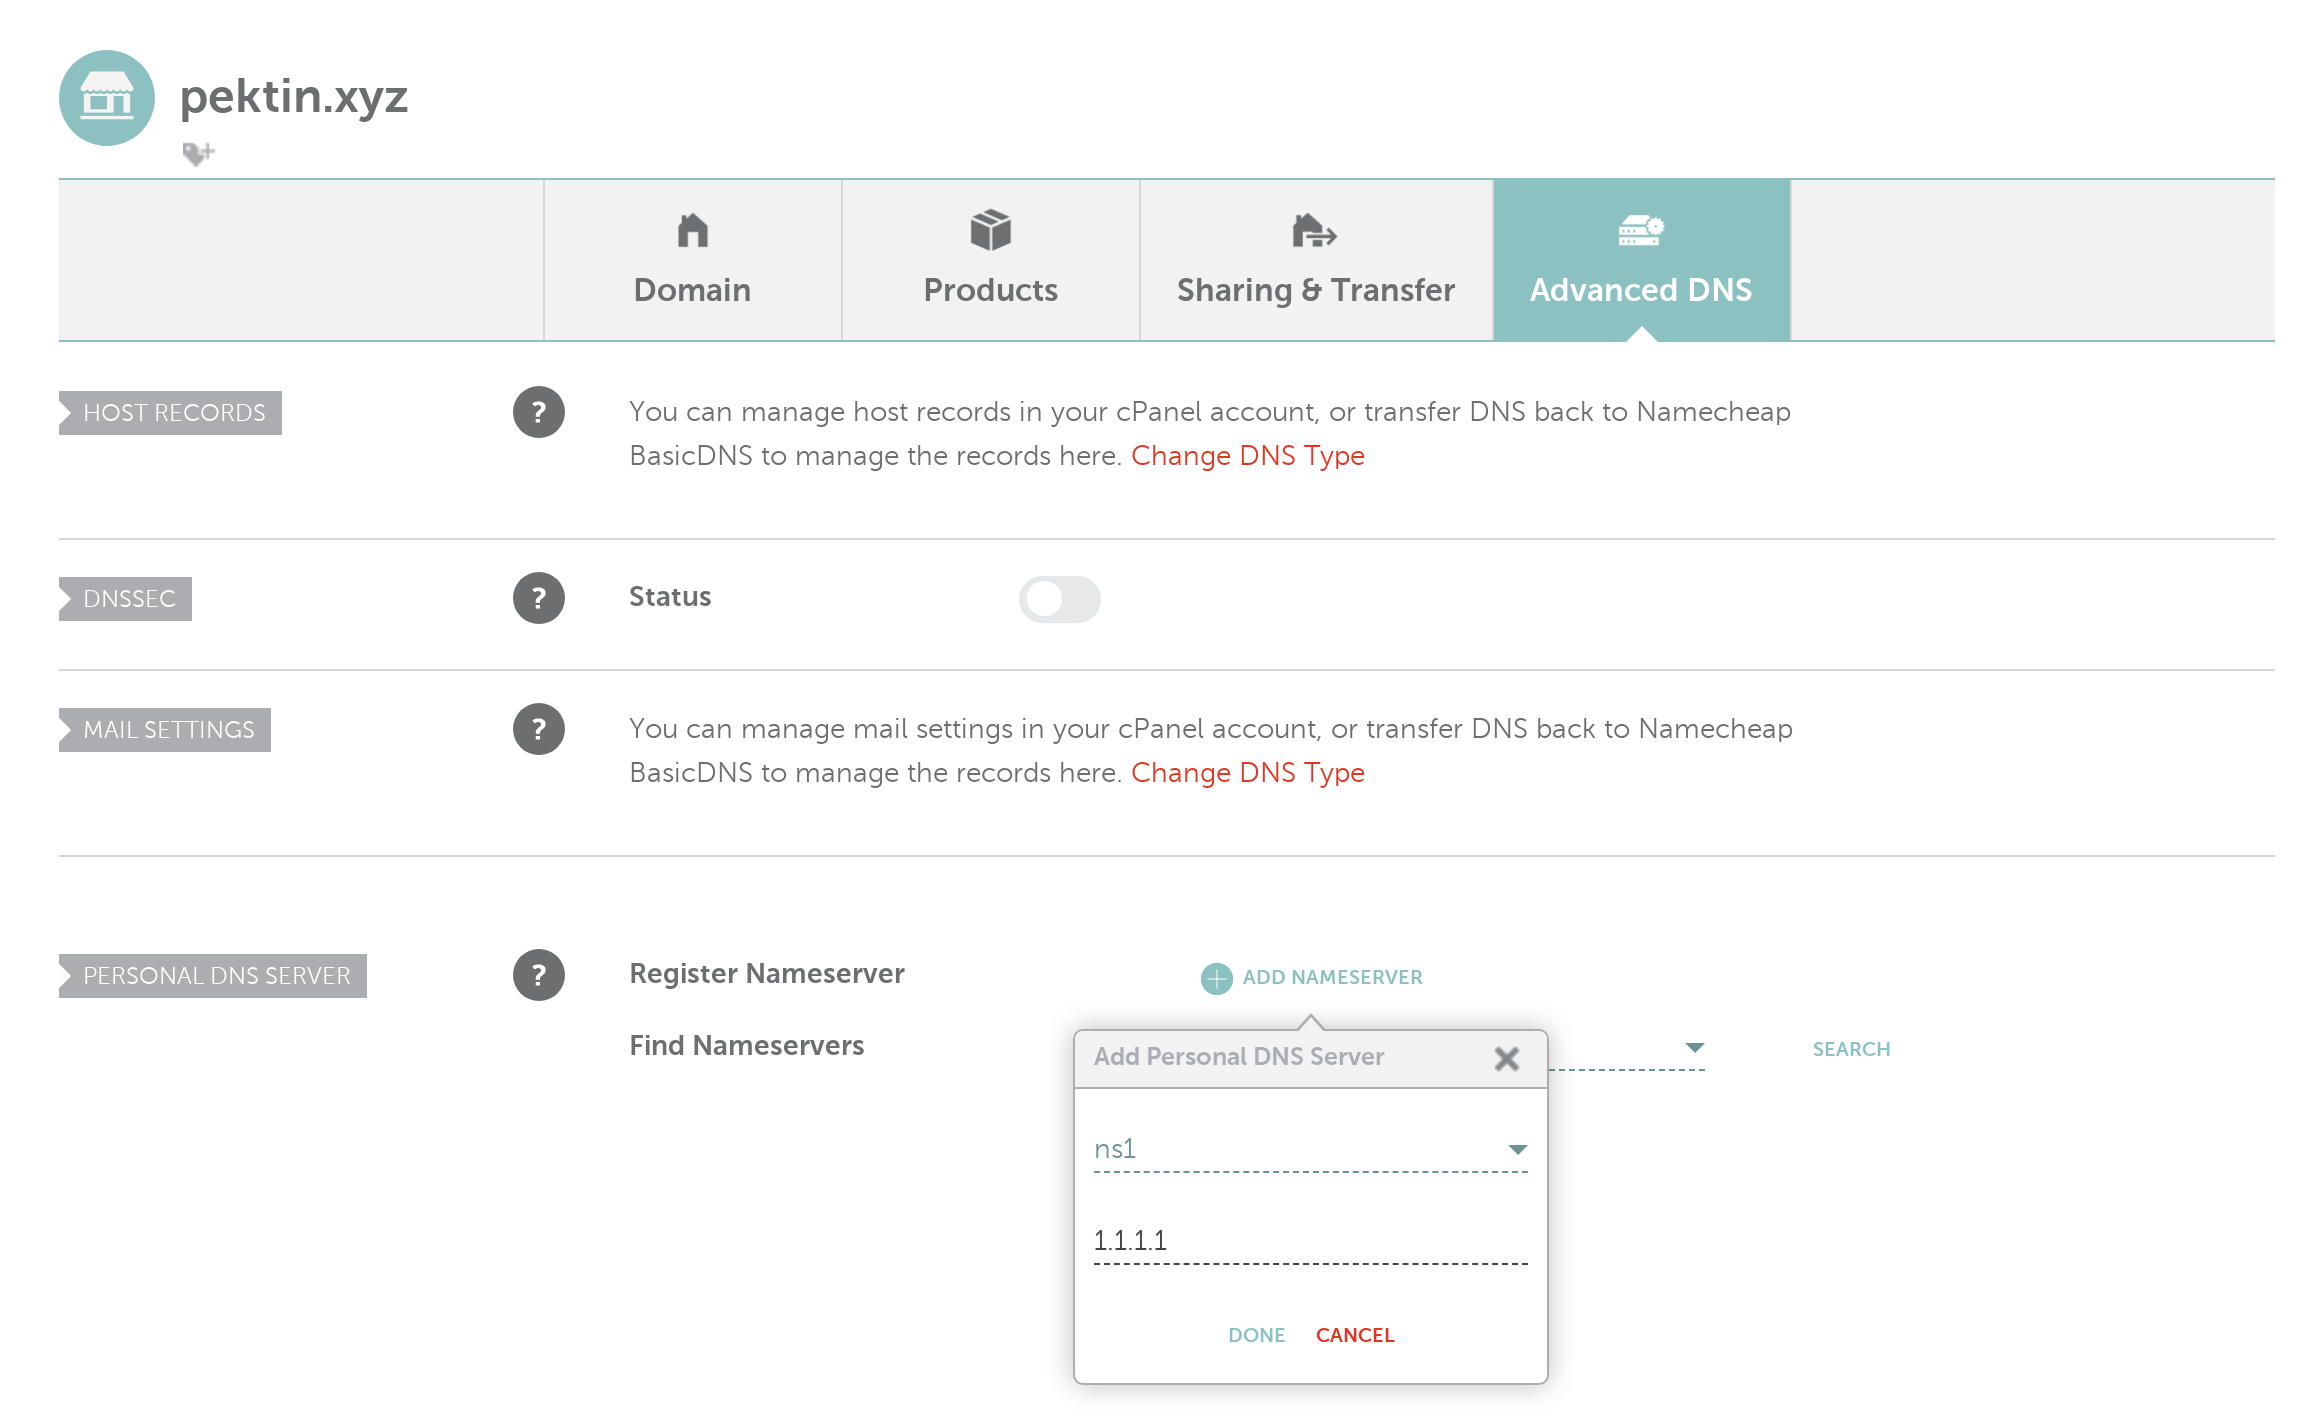 pektin.xyz
Domain
Products
Sharing & Transfer
Advanced DNS
HOST RECORDS
?
You can manage host records in your cPanel account, or transfer DNS back to Namecheap
BasicDNS to manage the records here. Change DNS Type
DNSSEC
?
Status
MAIL SETTINGS
?
You can manage mail settings in your cPanel account, or transfer DNS back to Namecheap
BasicDNS to manage the records here. Change DNS Type
PERSONAL DNS SERVER
?
Register Nameserver
ADD NAMESERVER
Find Nameservers
SEARCH
Add Personal DNS Server
ns1
1.1.1.1
DONE CANCEL